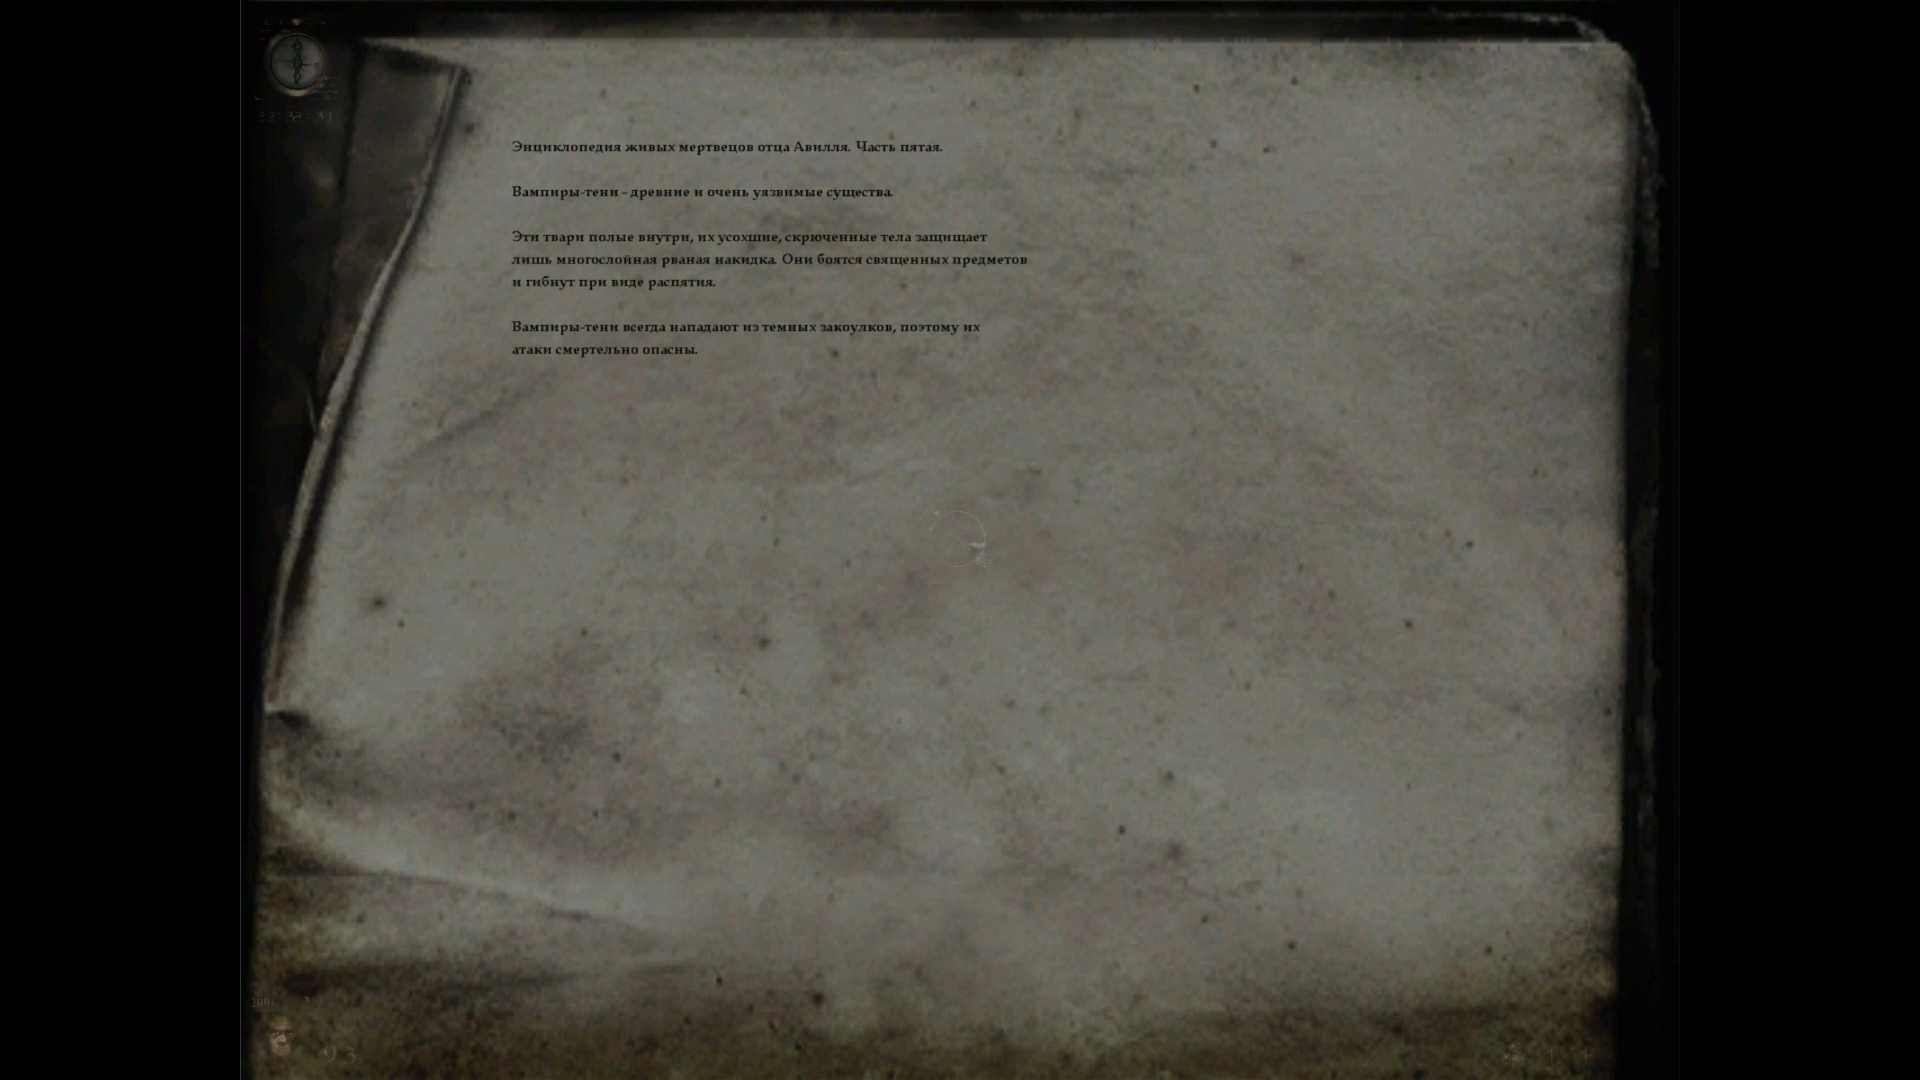 Энциклопедия живых мертвецов отца Авилля. Часть пятая.
Вампиры-тени - древние и очень уязвимые существа.
Эти твари полые внутри, их усохшие, скрюченные тела защищает
лишь многослойная рваная накидка. Они боятся священных предметов
и гибнут при виде распятия.
Вампиры-тени всегда нападают из темных закоулков, поэтому их
атаки смертельно опасны.